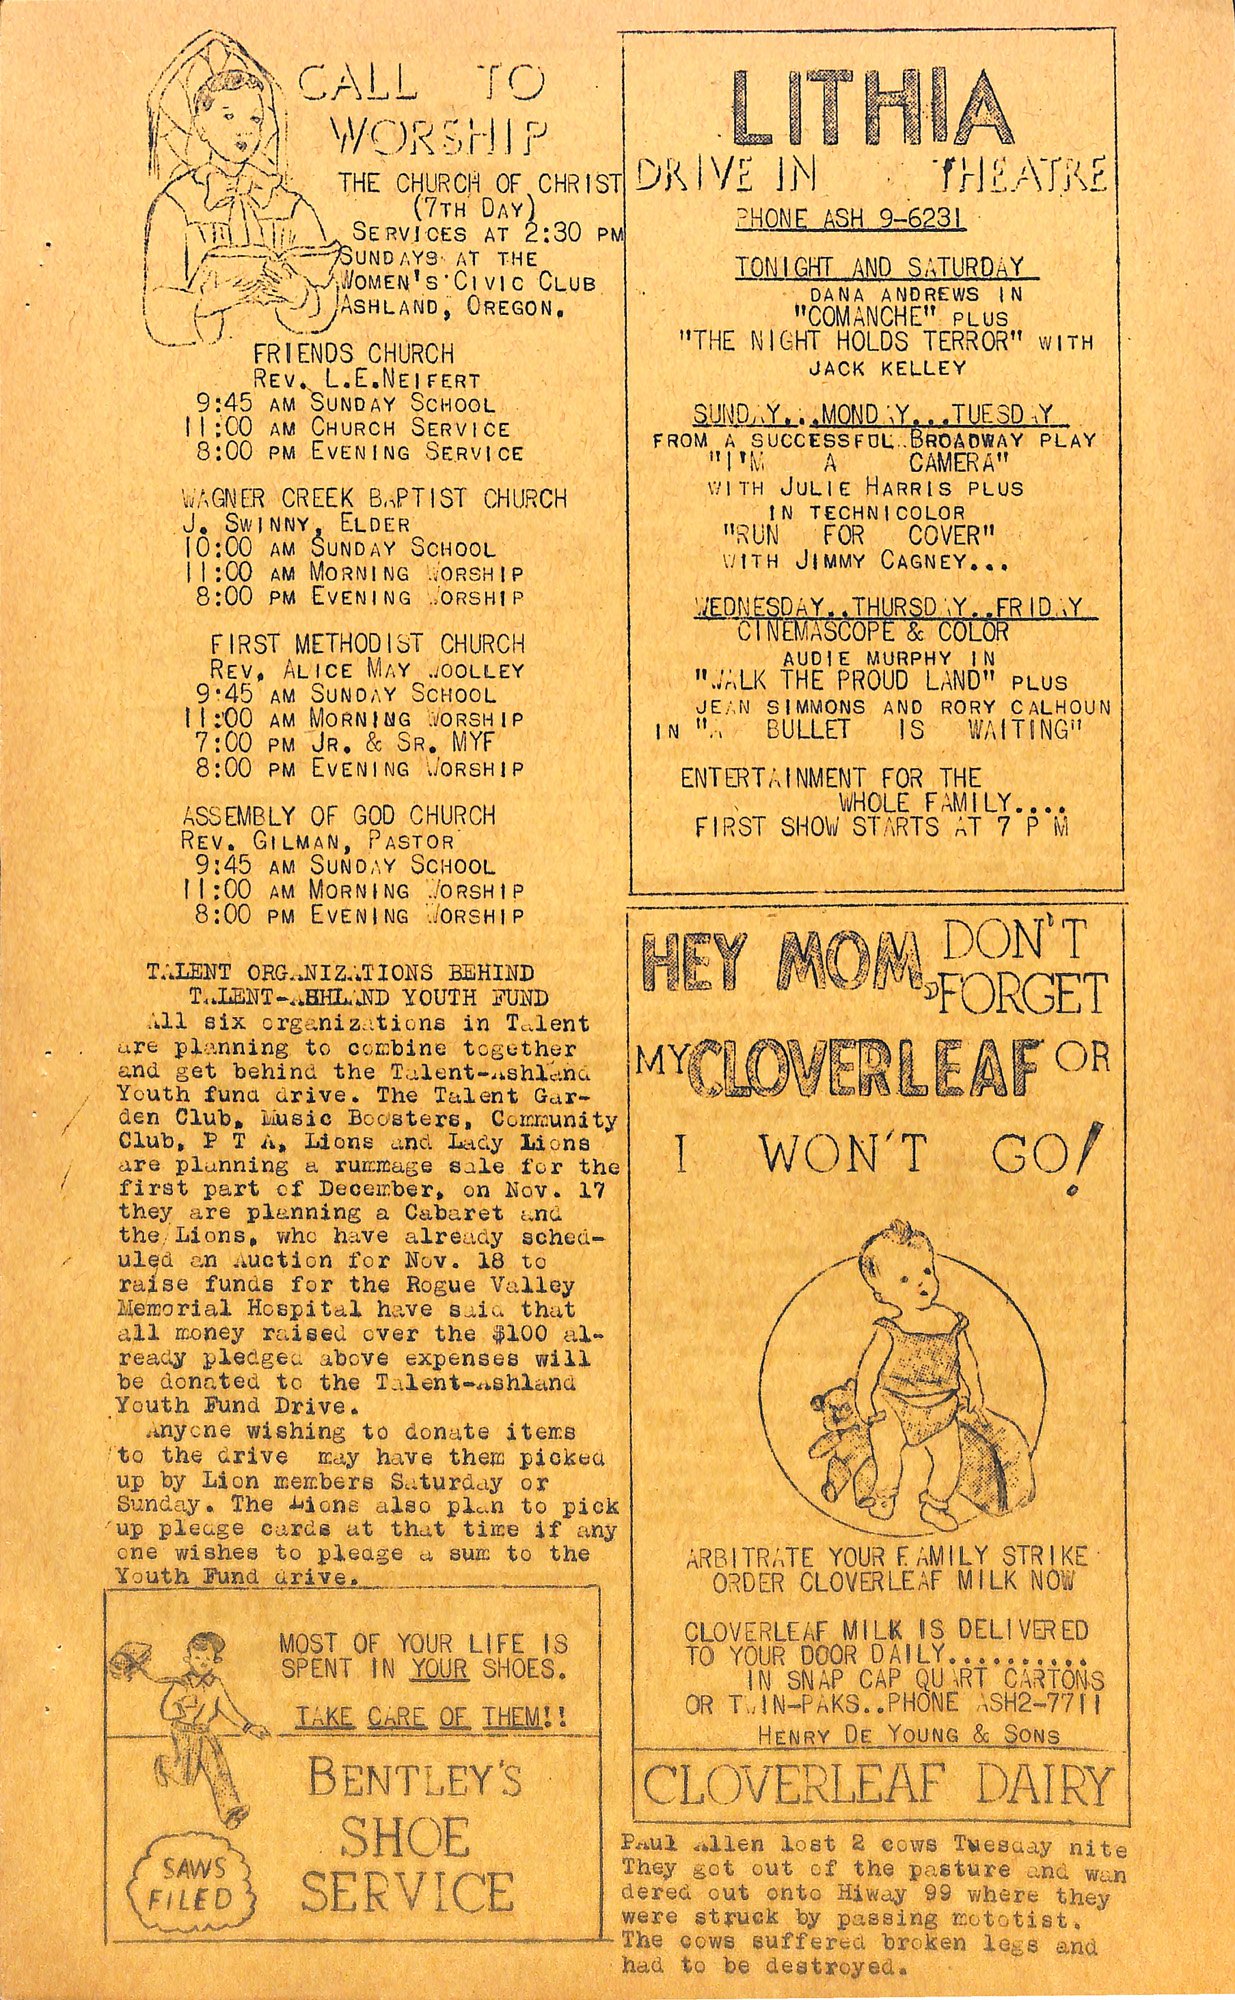 CALL TO
WORSHIP
THE CHURCH OF CHRIST
(7TH DAY)
SERVICES AT 2:30 PM
SUNDAYS AT THE
WOMEN'S CIVIC CLUB
ASHLAND, OREGON.
FRIENDS CHURCH
REV. L.E.NEIFERT
9:45 AM SUNDAY SCHOOL
11:00 AM CHURCH SERVICE
8:00 PM EVENING SERVICE
WAGNER CREEK BAPTIST CHURCH
J. SWINNY, ELDER
10:00 AM SUNDAY SCHOOL
11:00 AM MORNING WORSHIP
8:00 PM EVENING WORSHIP
FIRST METHODIST CHURCH
REV. ALICE MAY WOOLLEY
9:45 AM SUNDAY SCHOOL
11:00 AM MORNING WORSHIP
7:00 PM JR. & SR. MYF
8:00 PM EVENING WORSHIP
ASSEMBLY OF GOD CHURCH
REV. GILMAN, PASTOR
9:45 AM SUNDAY SCHOOL
11:00 AM MORNING WORSHIP
8:00 PM EVENING WORSHIP
TALENT ORGANIZATIONS BEHIND
TALENT-ASHLAND YOUTH FUND
All six organizations in Talent
are planning to combine together
and get behind the Talent-Ashland
Youth fund drive. The Talent Gar-
den Club, Music Boosters, Community
Club, P T A, Lions and Lady Lions
are planning a rummage sale for the
first part of December, on Nov. 17
they are planning a Cabaret and
the Lions, who have already sched-
uled an Auction for Nov. 18 to
raise funds for the Rogue Valley
Memorial Hospital have said that
all money raised over the $100 al-
ready pledged above expenses will
be donated to the Talent-Ashland
Youth Fund Drive.
Anyone wishing to donate items
to the drive may have them picked
up by Lion members Saturday or
Sunday. The Lions also plan to pick
up pledge cards at that time if any
one wishes to pledge a sum to the
Youth Fund drive.
MOST OF YOUR LIFE IS
SPENT IN YOUR SHOES.
TAKE CARE OF THEM!!
BENTLEY'S
SHOE
SERVICE
SAWS
FILED
LITHIA
DRIVE IN THEATRE
PHONE ASH 9-6231
TONIGHT AND SATURDAY
DANA ANDREWS IN
"COMANCHE" PLUS
"THE NIGHT HOLDS TERROR" WITH
JACK KELLEY
SUNDAY...MONDAY...TUESDAY
FROM A SUCCESSFUL BROADWAY PLAY
"I'M A CAMERA"
WITH JULIE HARRIS PLUS
IN TECHNICOLOR
"RUN FOR COVER"
WITH JIMMY CAGNEY...
WEDNESDAY..THURSDAY..FRIDAY
CINEMASCOPE & COLOR
AUDIE MURPHY IN
"WALK THE PROUD LAND" PLUS
JEAN SIMMONS AND RORY CALHOUN
IN "A BULLET IS WAITING"
ENTERTAINMENT FOR THE
WHOLE FAMILY....
FIRST SHOW STARTS AT 7 P M
HEY MOM, DON'T
FORGET
MY CLOVERLEAF OR
I WON'T GO!
ARBITRATE YOUR FAMILY STRIKE
ORDER CLOVERLEAF MILK NOW
CLOVERLEAF MILK IS DELIVERED
TO YOUR DOOR DAILY..........
IN SNAP CAP QUART CARTONS
OR TWIN-PAKS..PHONE ASH2-7711
HENRY DE YOUNG & SONS
CLOVERLEAF DAIRY
Paul Allen lost 2 cows Tuesday nite
They got out of the pasture and wan
dered out onto Hiway 99 where they
were struck by passing mototist.
The cows suffered broken legs and
had to be destroyed.